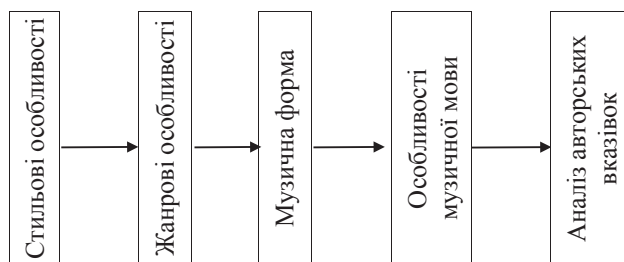 Стильові особливості
Жанрові особливості
Музична форма
Особливості
музичної мови
Аналіз авторських
вказівок